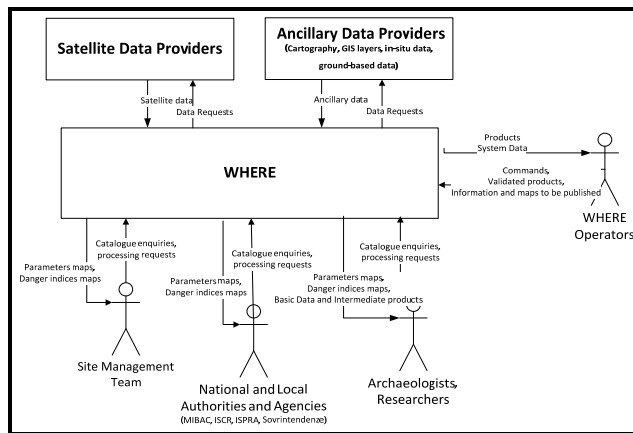 Satellite Data Providers
Ancillary Data Providers
(Cartography, GIS layers, in-situ data,
ground-based data)
Satellite data
Data Requests
Ancillary data
Data Requests
WHERE
Products
System Data
Commands,
Validated products,
Information and maps to be published
WHERE
Operators
Catalogue enquiries,
processing requests
Parameters maps,
Danger indices maps
Site Management
Team
Catalogue enquiries,
processing requests
Parameters maps,
Danger indices maps
National and Local
Authorities and Agencies
(MIBAC, ISCR, ISPRA, Sovrintendenze)
Catalogue enquiries,
processing requests
Parameters maps,
Danger indices maps,
Basic Data and Intermediate products
Archaeologists,
Researchers